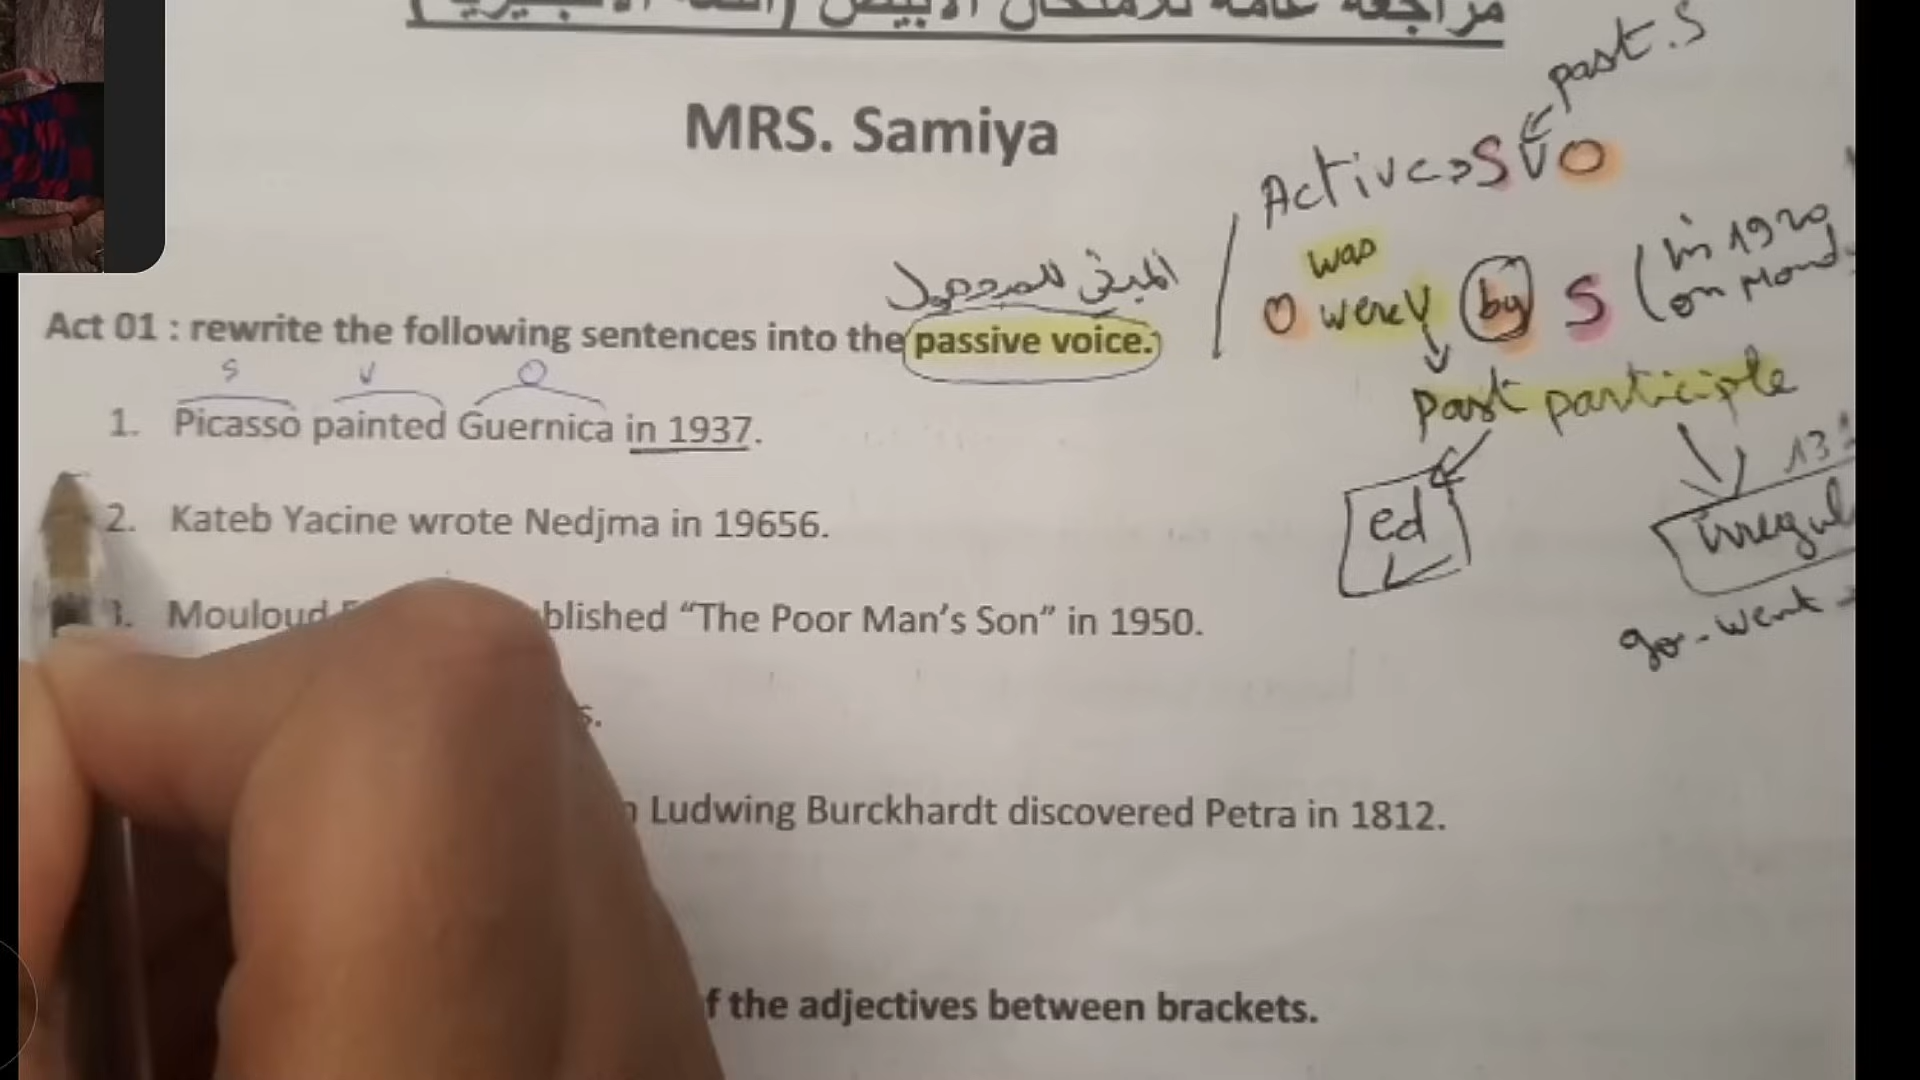 مراجعة عامة للامتحان الأبيض (اللغة الانجليزية)
MRS. Samiya
past.S
Active => S V O
was
O were V by S (in 1920
on Mond
المبني للمجهول
Act 01 : rewrite the following sentences into the passive voice.
past participle
S V O
1. Picasso painted Guernica in 1937.
ed
13
irregul
2. Kateb Yacine wrote Nedjma in 19656.
go - went
3. Mouloud blished “The Poor Man’s Son” in 1950.
s.
Ludwing Burckhardt discovered Petra in 1812.
f the adjectives between brackets.